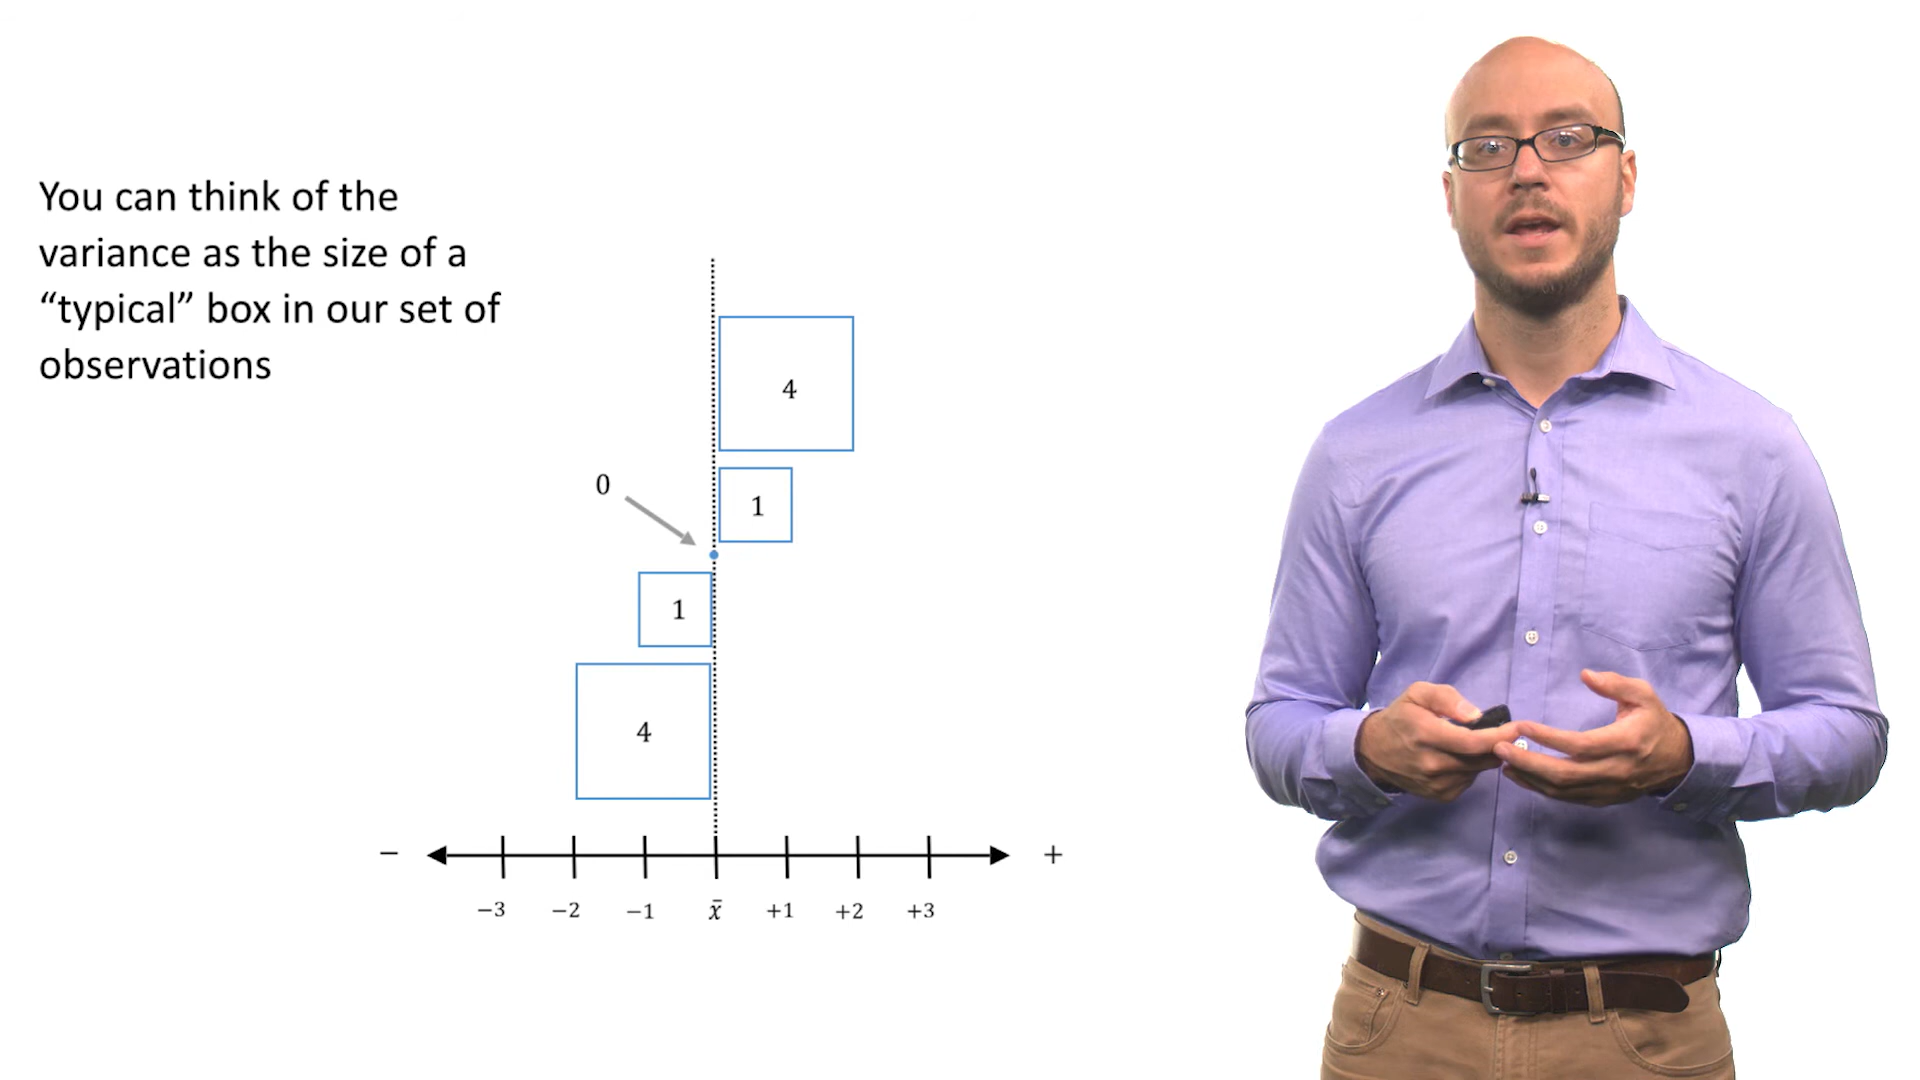 You can think of the
variance as the size of a
“typical” box in our set of
observations
4
0
1
1
4
− +
−3 −2 −1 x̄ +1 +2 +3